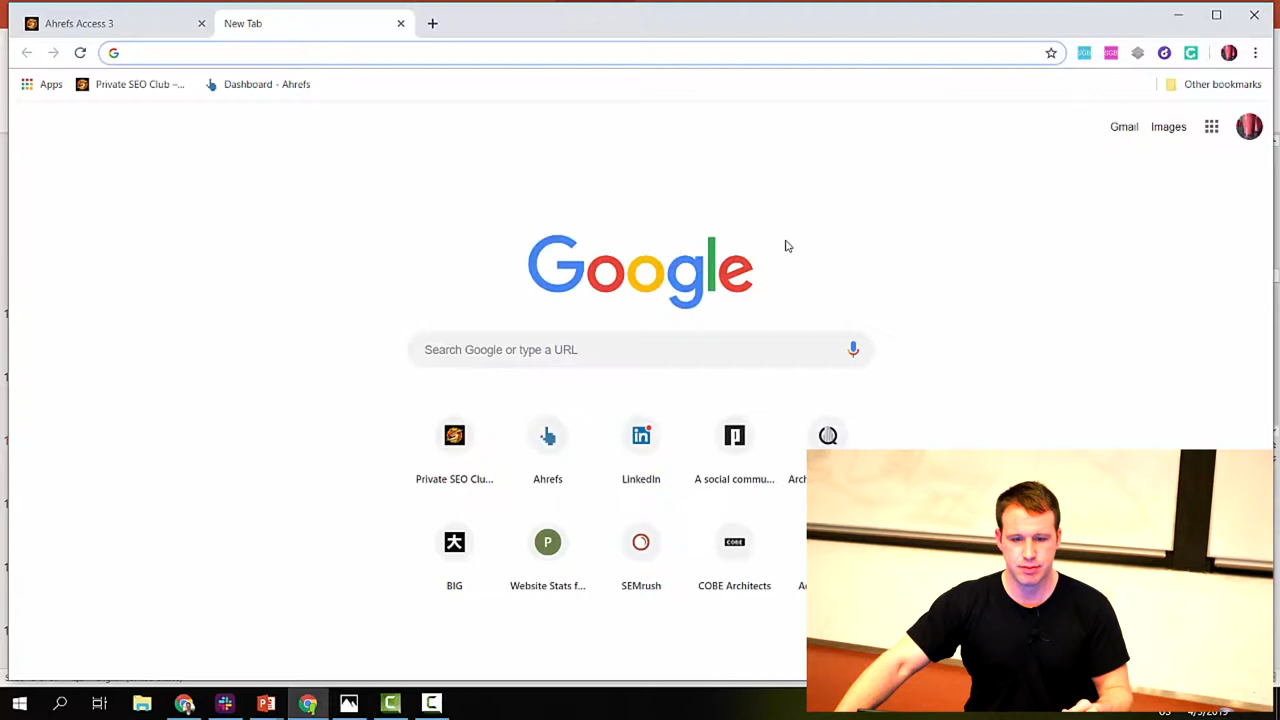 Ahrefs Access 3
New Tab
Apps
Private SEO Club –...
Dashboard - Ahrefs
Other bookmarks
Gmail
Images
Google
Search Google or type a URL
Private SEO Clu...
Ahrefs
LinkedIn
A social commu...
BIG
Website Stats f...
SEMrush
COBE Architects